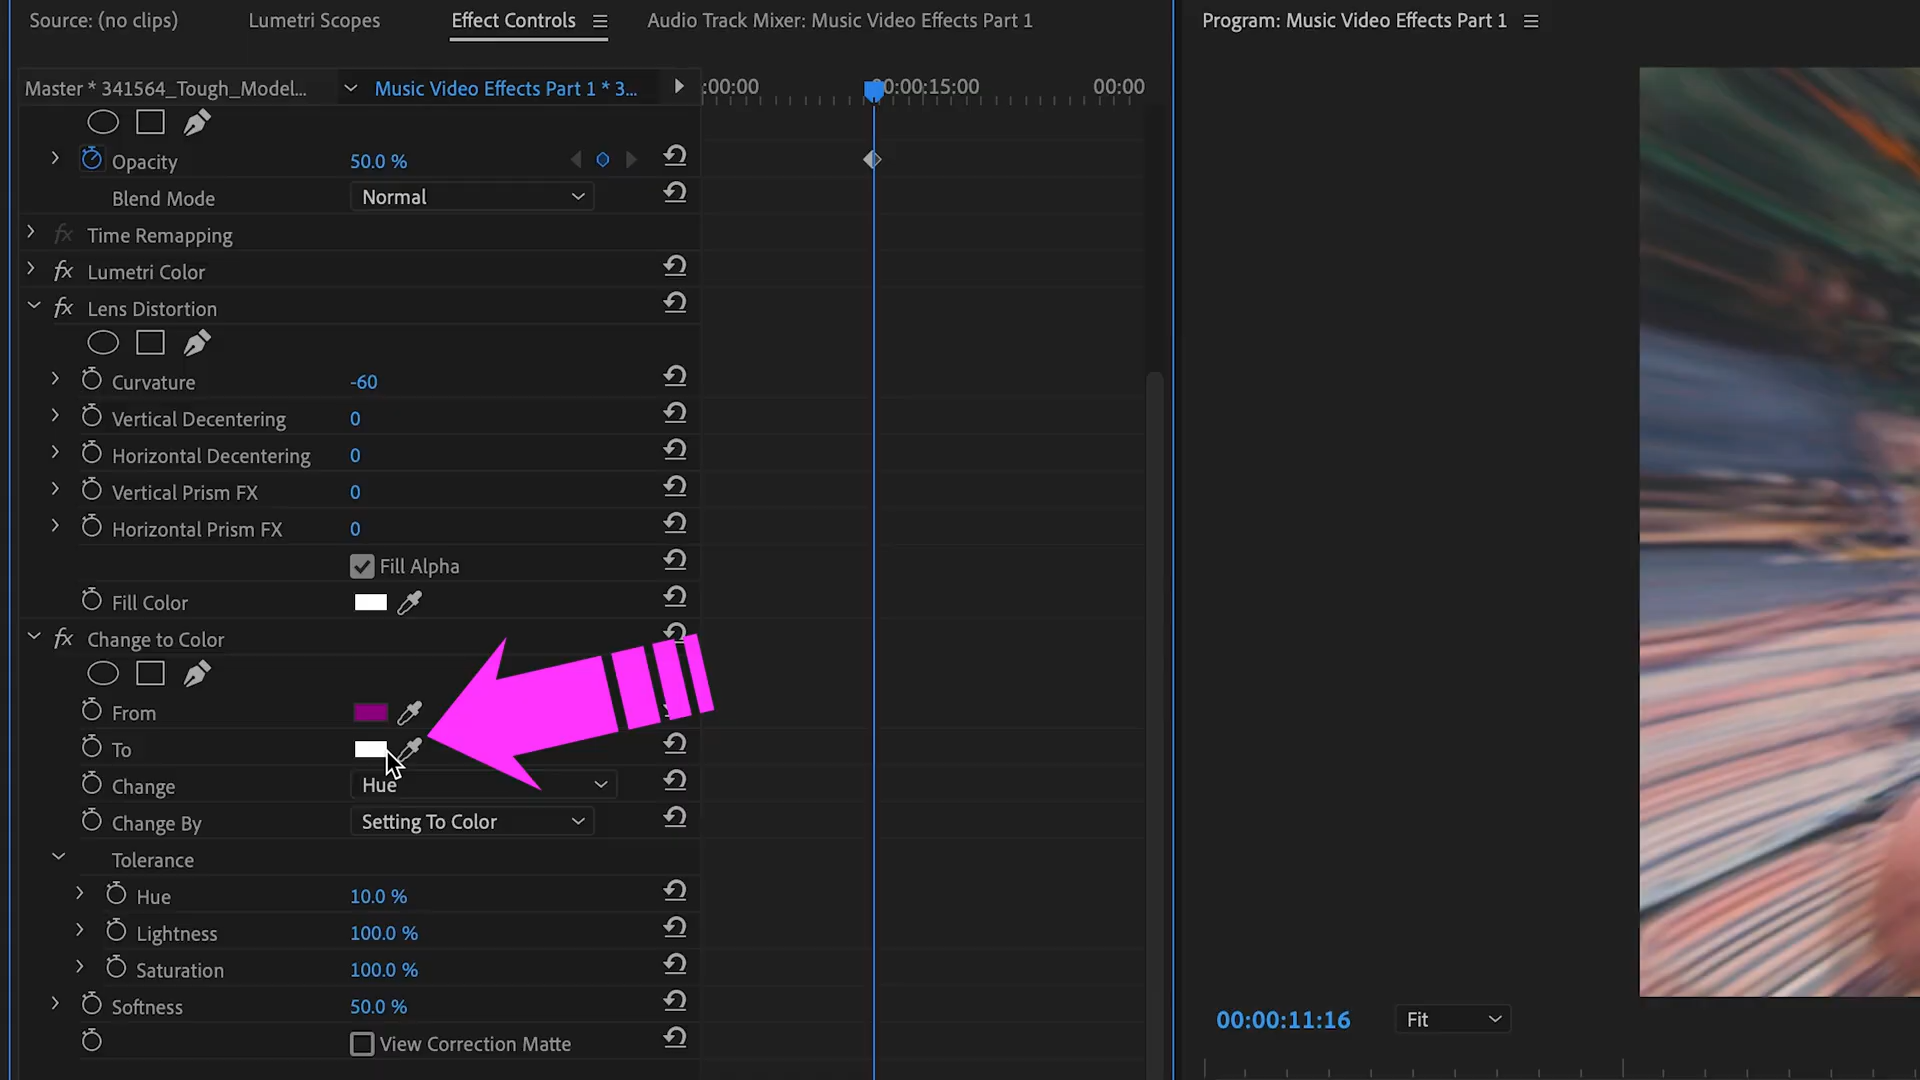 Source: (no clips) Lumetri Scopes Effect Controls Audio Track Mixer: Music Video Effects Part 1 Program: Music Video Effects Part 1
Master * 341564_Tough_Model... Music Video Effects Part 1 * 3... :00:00 00:00:15:00 00:00
Opacity 50.0 %
Blend Mode Normal
fx Time Remapping
fx Lumetri Color
fx Lens Distortion
Curvature -60
Vertical Decentering 0
Horizontal Decentering 0
Vertical Prism FX 0
Horizontal Prism FX 0
Fill Alpha
Fill Color
fx Change to Color
From
To
Change Hue
Change By Setting To Color
Tolerance
Hue 10.0 %
Lightness 100.0 %
Saturation 100.0 %
Softness 50.0 %
View Correction Matte
00:00:11:16 Fit